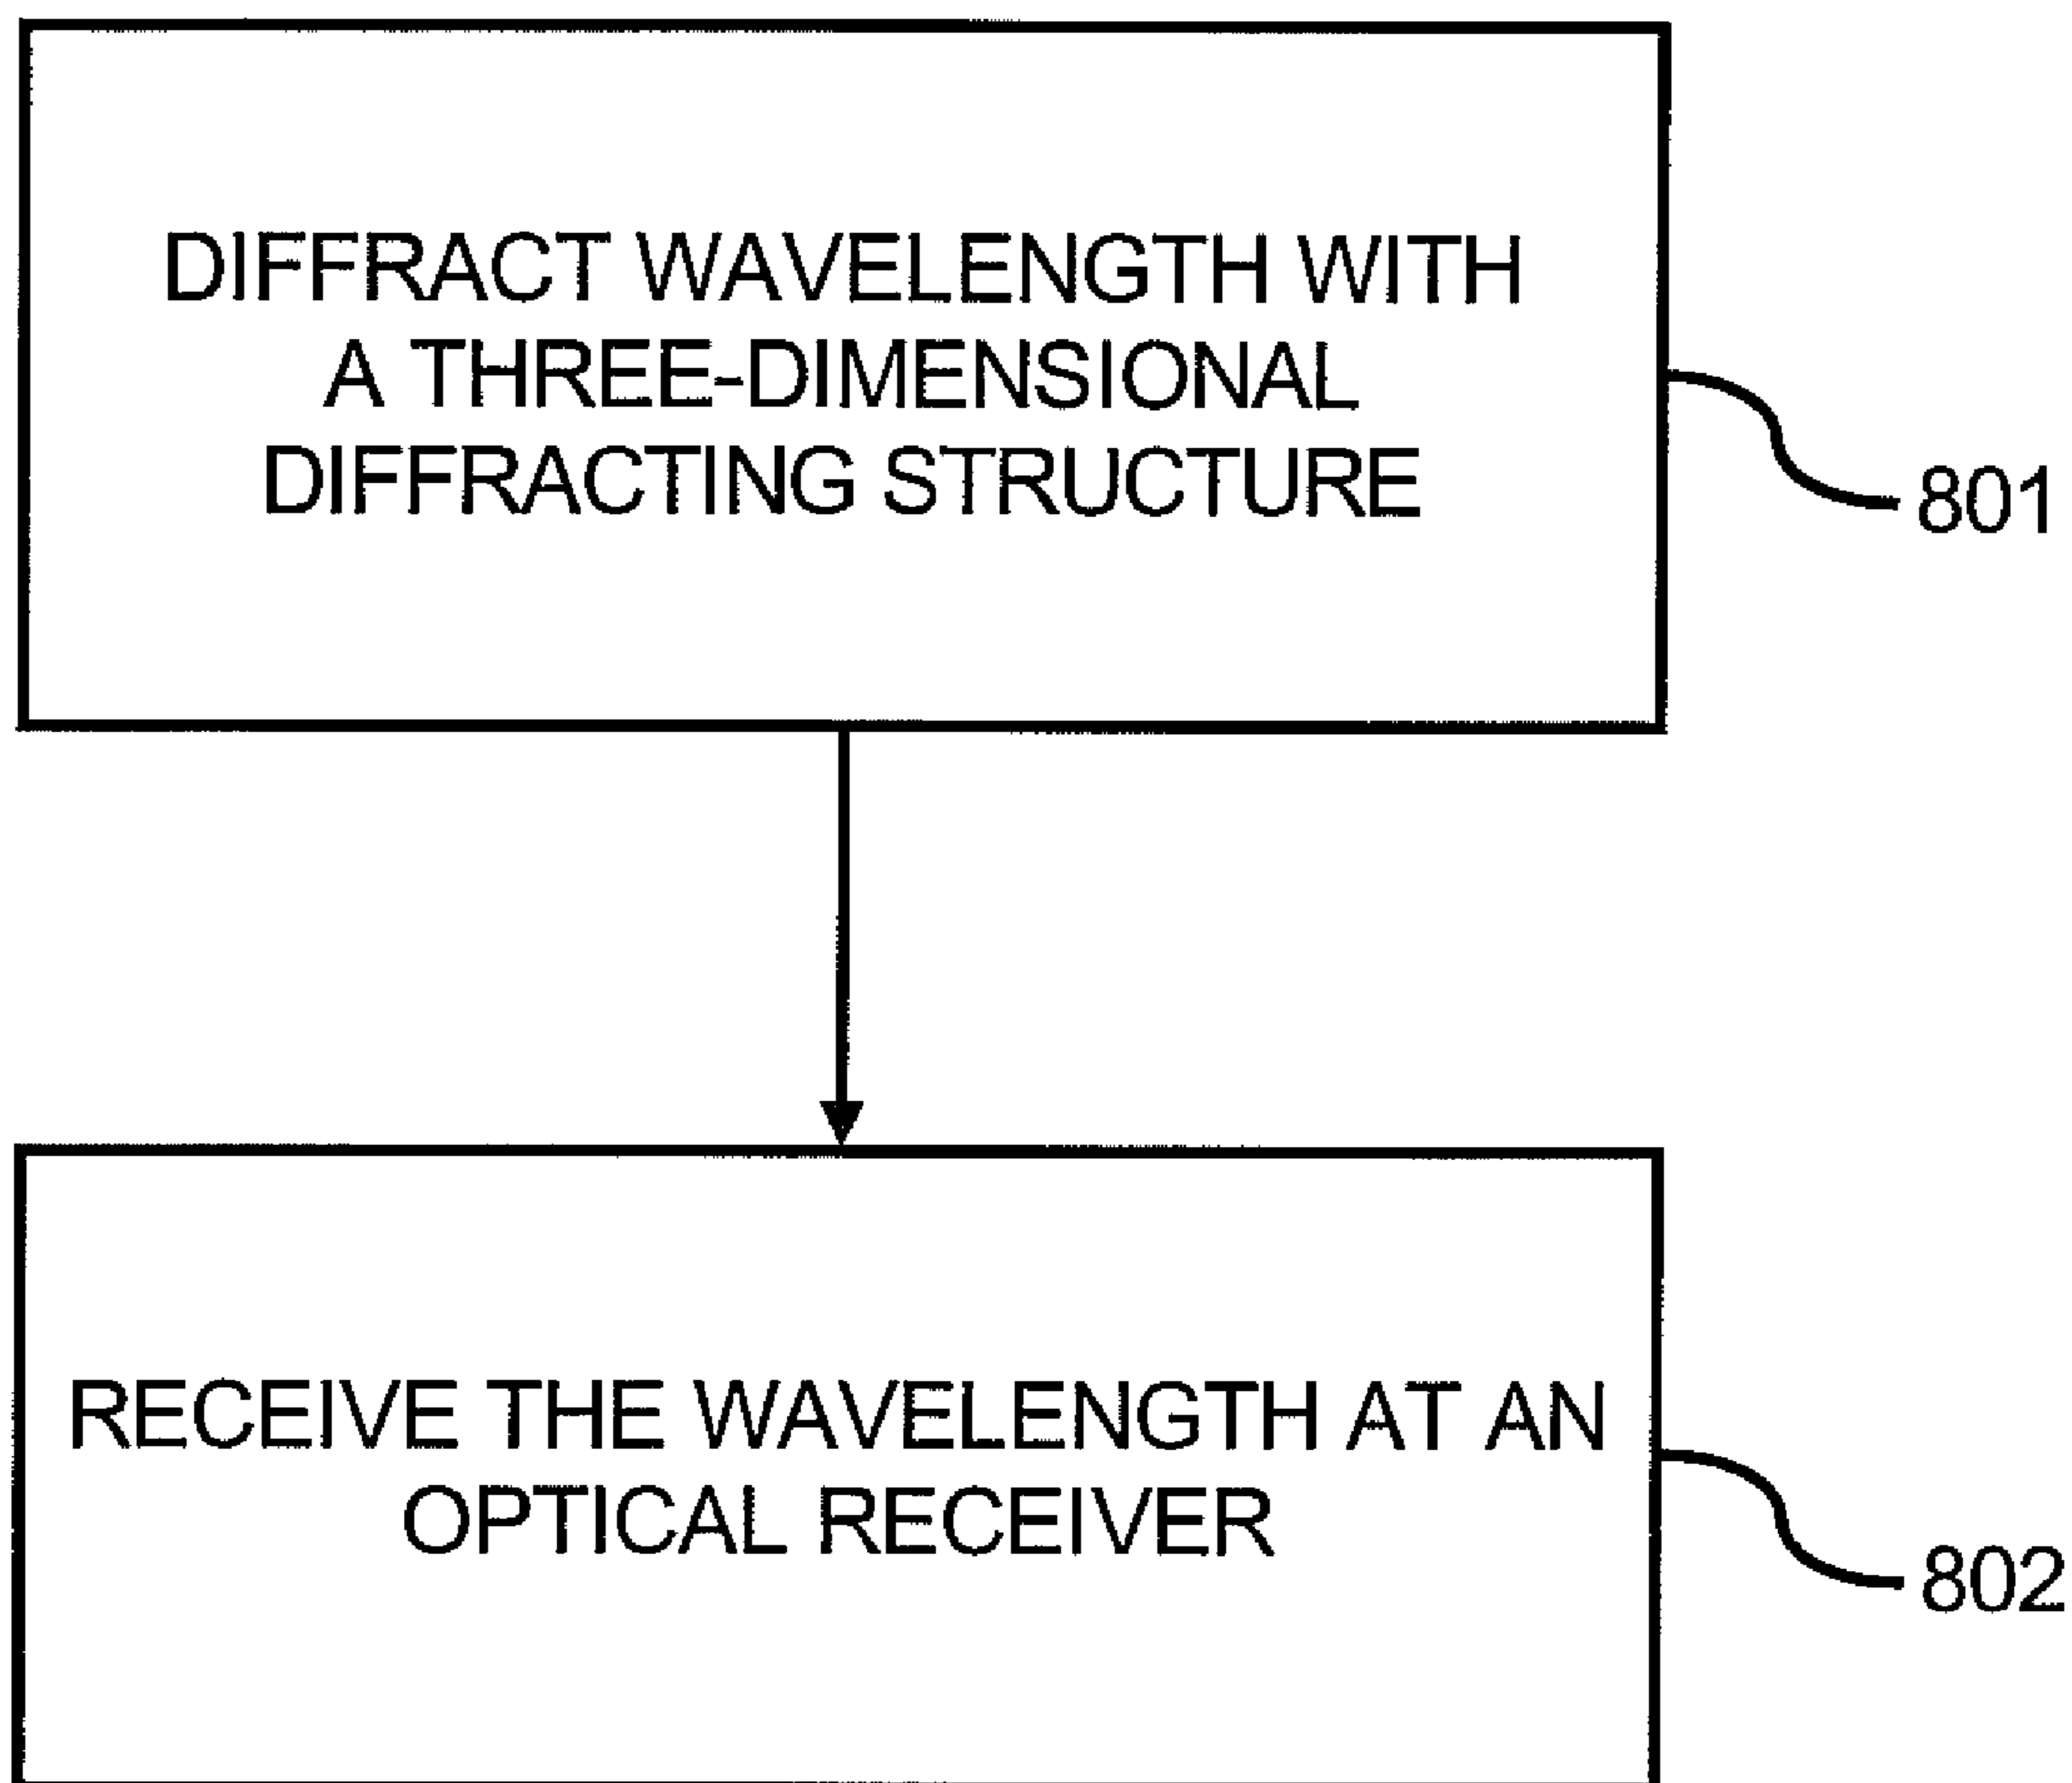 DIFFRACT WAVELENGTH WITH
A THREE-DIMENSIONAL
DIFFRACTING STRUCTURE
801
RECEIVE THE WAVELENGTH AT AN
OPTICAL RECEIVER
802